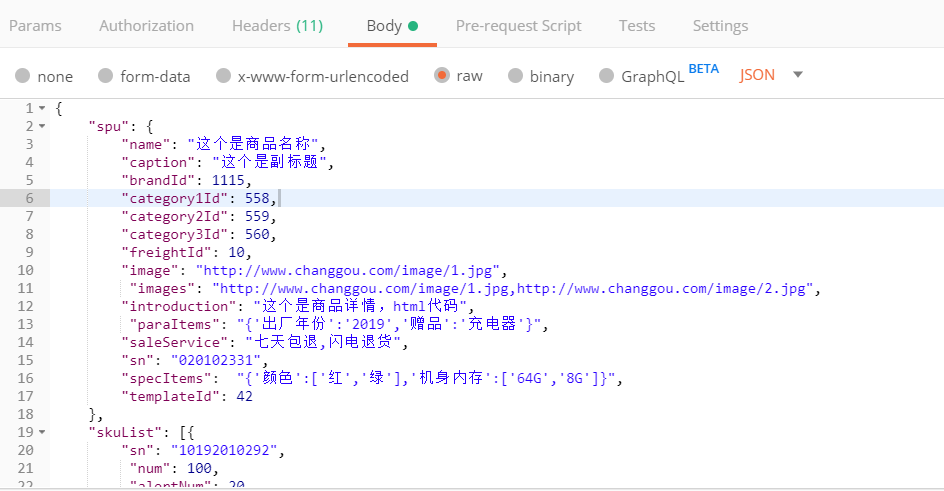 Params Authorization Headers (11) Body Pre-request Script Tests Settings
none form-data x-www-form-urlencoded raw binary GraphQL BETA JSON
1 {
2 "spu": {
3 "name": "这个是商品名称",
4 "caption": "这个是副标题",
5 "brandId": 1115,
6 "category1Id": 558,
7 "category2Id": 559,
8 "category3Id": 560,
9 "freightId": 10,
10 "image": "http://www.changgou.com/image/1.jpg",
11 "images": "http://www.changgou.com/image/1.jpg,http://www.changgou.com/image/2.jpg",
12 "introduction": "这个是商品详情，html代码",
13 "paraItems": "{'出厂年份':'2019','赠品':'充电器'}",
14 "saleService": "七天包退,闪电退货",
15 "sn": "020102331",
16 "specItems": "{'颜色':['红','绿'],'机身内存':['64G','8G']}",
17 "templateId": 42
18 },
19 "skuList": [{
20 "sn": "10192010292",
21 "num": 100,
22 "alertNum": 20,